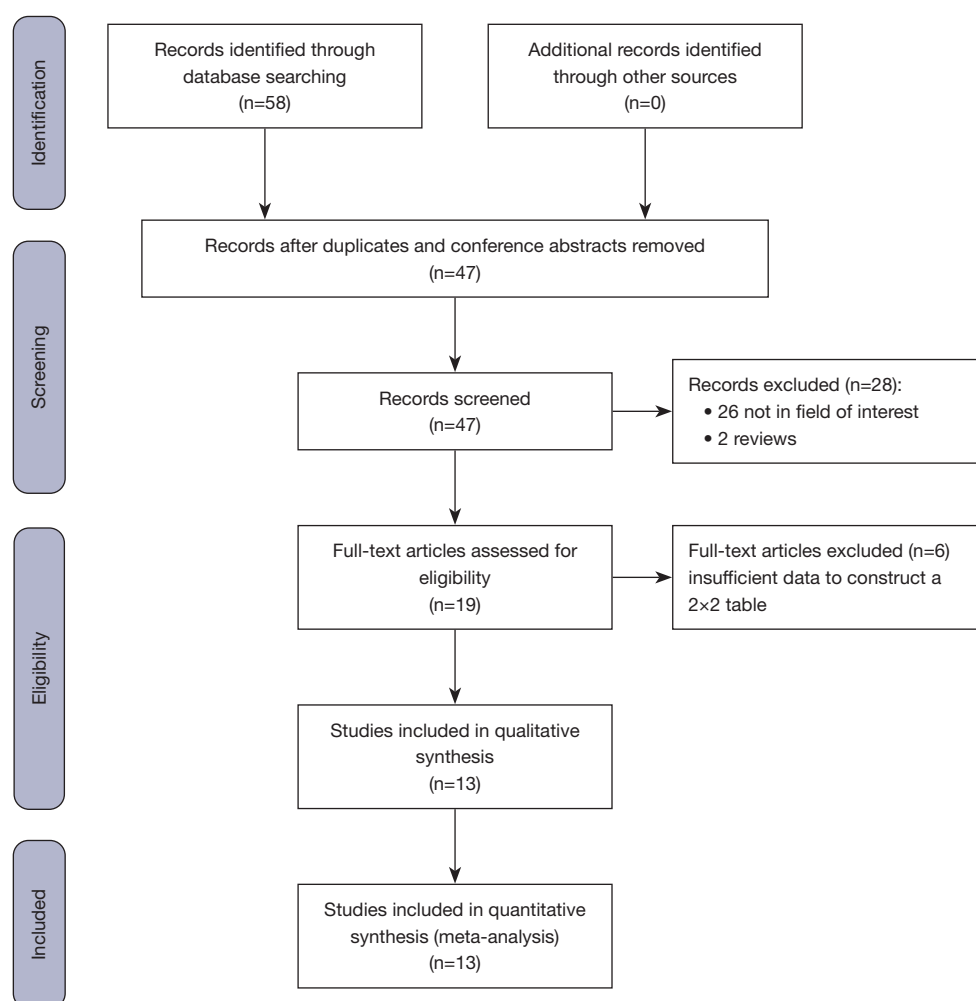 Identification
Records identified through
database searching
(n=58)
Additional records identified
through other sources
(n=0)
Records after duplicates and conference abstracts removed
(n=47)
Screening
Records screened
(n=47)
Records excluded (n=28):
• 26 not in field of interest
• 2 reviews
Eligibility
Full-text articles assessed for
eligibility
(n=19)
Full-text articles excluded (n=6)
insufficient data to construct a
2×2 table
Studies included in qualitative
synthesis
(n=13)
Included
Studies included in quantitative
synthesis (meta-analysis)
(n=13)